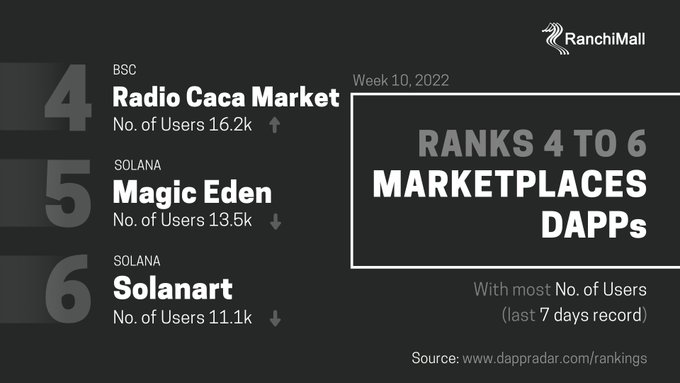 RanchiMall
4
BSC
Radio Caca Market
No. of Users 16.2k
5
SOLANA
Magic Eden
No. of Users 13.5k
6
SOLANA
Solanart
No. of Users 11.1k
Week 10, 2022
RANKS 4 TO 6
MARKETPLACES
DAPPs
With most No. of Users
(last 7 days record)
Source: www.dappradar.com/rankings